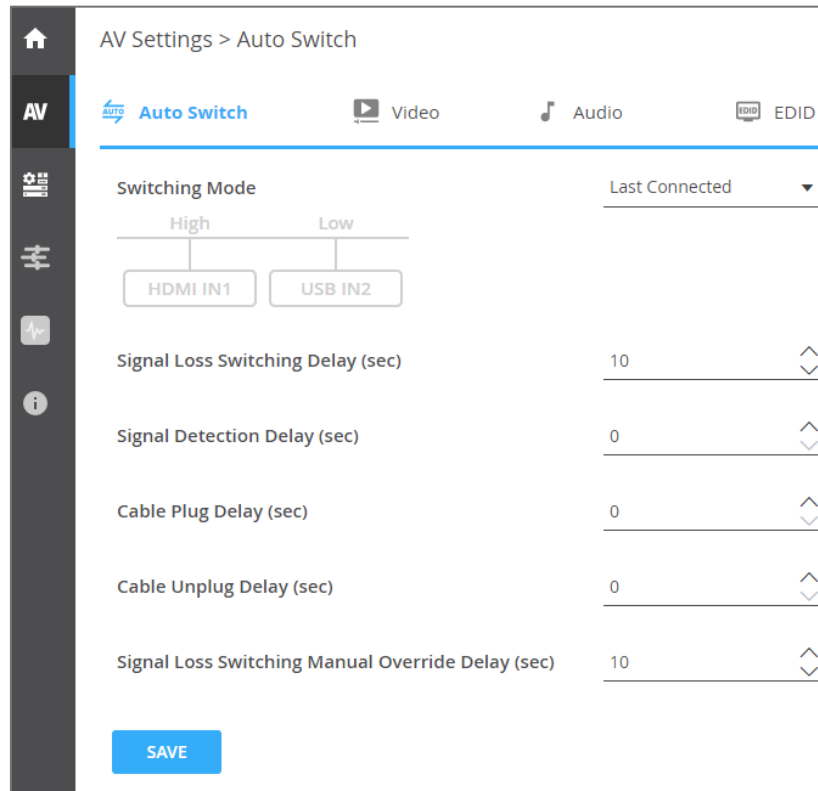 AV Settings > Auto Switch
AV
AUTO Auto Switch
Video
Audio
EDID EDID
Switching Mode
Last Connected
High
Low
HDMI IN1
USB IN2
Signal Loss Switching Delay (sec)
10
Signal Detection Delay (sec)
0
Cable Plug Delay (sec)
0
Cable Unplug Delay (sec)
0
Signal Loss Switching Manual Override Delay (sec)
10
SAVE